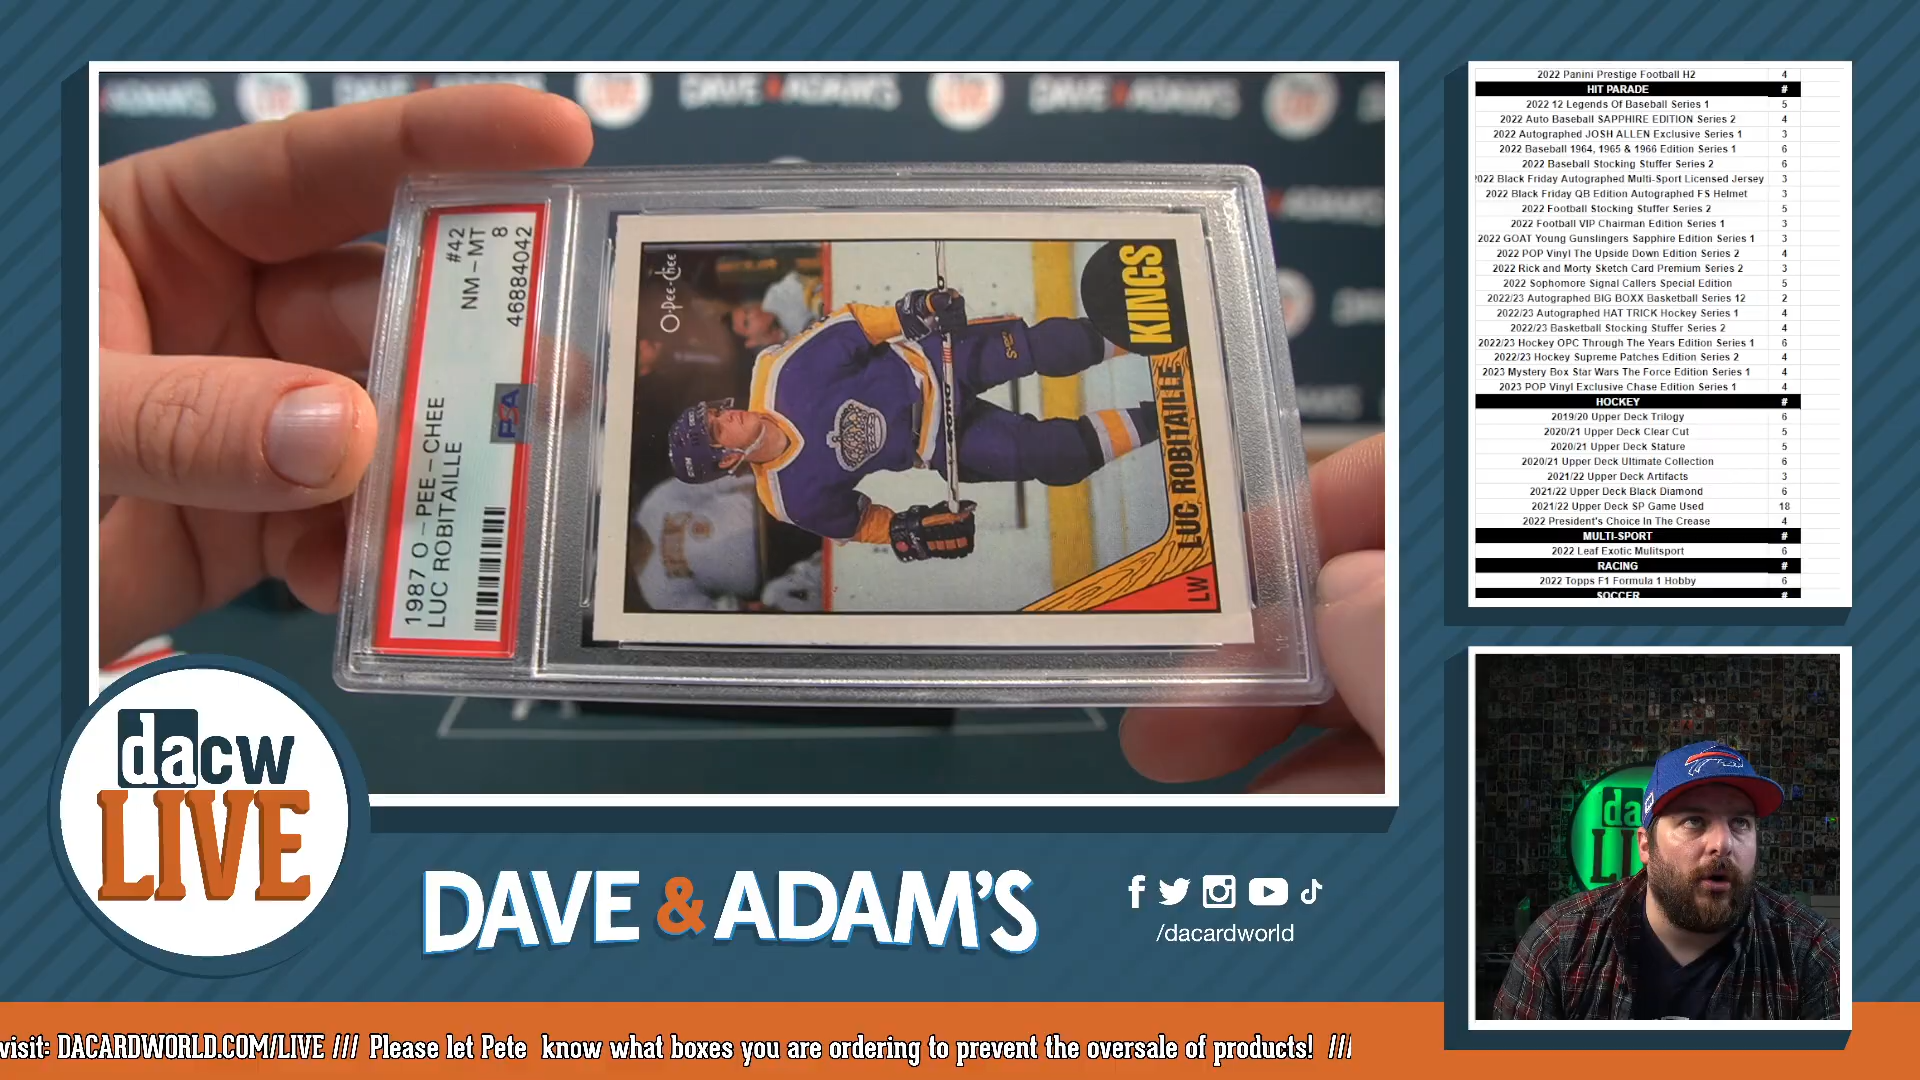 DAVE & ADAM'S
DAVE & ADAM'S
1987 O-PEE-CHEE #42
LUC ROBITAILLE NM-MT
PSA 8
46884042
O-Pee-Chee
KINGS
LUC ROBITAILLE
LW
2022 Panini Prestige Football H2 4
HIT PARADE #
2022 12 Legends Of Baseball Series 1 5
2022 Auto Baseball SAPPHIRE EDITION Series 2 4
2022 Autographed JOSH ALLEN Exclusive Series 1 3
2022 Baseball 1964, 1965 & 1966 Edition Series 1 6
2022 Baseball Stocking Stuffer Series 2 6
2022 Black Friday Autographed Multi-Sport Licensed Jersey 3
2022 Black Friday QB Edition Autographed FS Helmet 3
2022 Football Stocking Stuffer Series 2 5
2022 Football VIP Chairman Edition Series 1 3
2022 GOAT Young Gunslingers Sapphire Edition Series 1 3
2022 POP Vinyl The Upside Down Edition Series 2 4
2022 Rick and Morty Sketch Card Premium Series 2 3
2022 Sophomore Signal Callers Special Edition 5
2022/23 Autographed BIG BOXX Basketball Series 12 2
2022/23 Autographed HAT TRICK Hockey Series 1 4
2022/23 Basketball Stocking Stuffer Series 2 4
2022/23 Hockey OPC Through The Years Edition Series 1 6
2022/23 Hockey Supreme Patches Edition Series 2 4
2023 Mystery Box Star Wars The Force Edition Series 1 4
2023 POP Vinyl Exclusive Chase Edition Series 1 4
HOCKEY #
2019/20 Upper Deck Trilogy 6
2020/21 Upper Deck Clear Cut 5
2020/21 Upper Deck Stature 5
2020/21 Upper Deck Ultimate Collection 6
2021/22 Upper Deck Artifacts 3
2021/22 Upper Deck Black Diamond 6
2021/22 Upper Deck SP Game Used 18
2022 President's Choice In The Crease 4
MULTI-SPORT #
2022 Leaf Exotic Mulitsport 6
RACING #
2022 Topps F1 Formula 1 Hobby 6
SOCCER #
dacw
LIVE
DAVE & ADAM'S
/dacardworld
visit: DACARDWORLD.COM/LIVE /// Please let Pete know what boxes you are ordering to prevent the oversale of products! ///